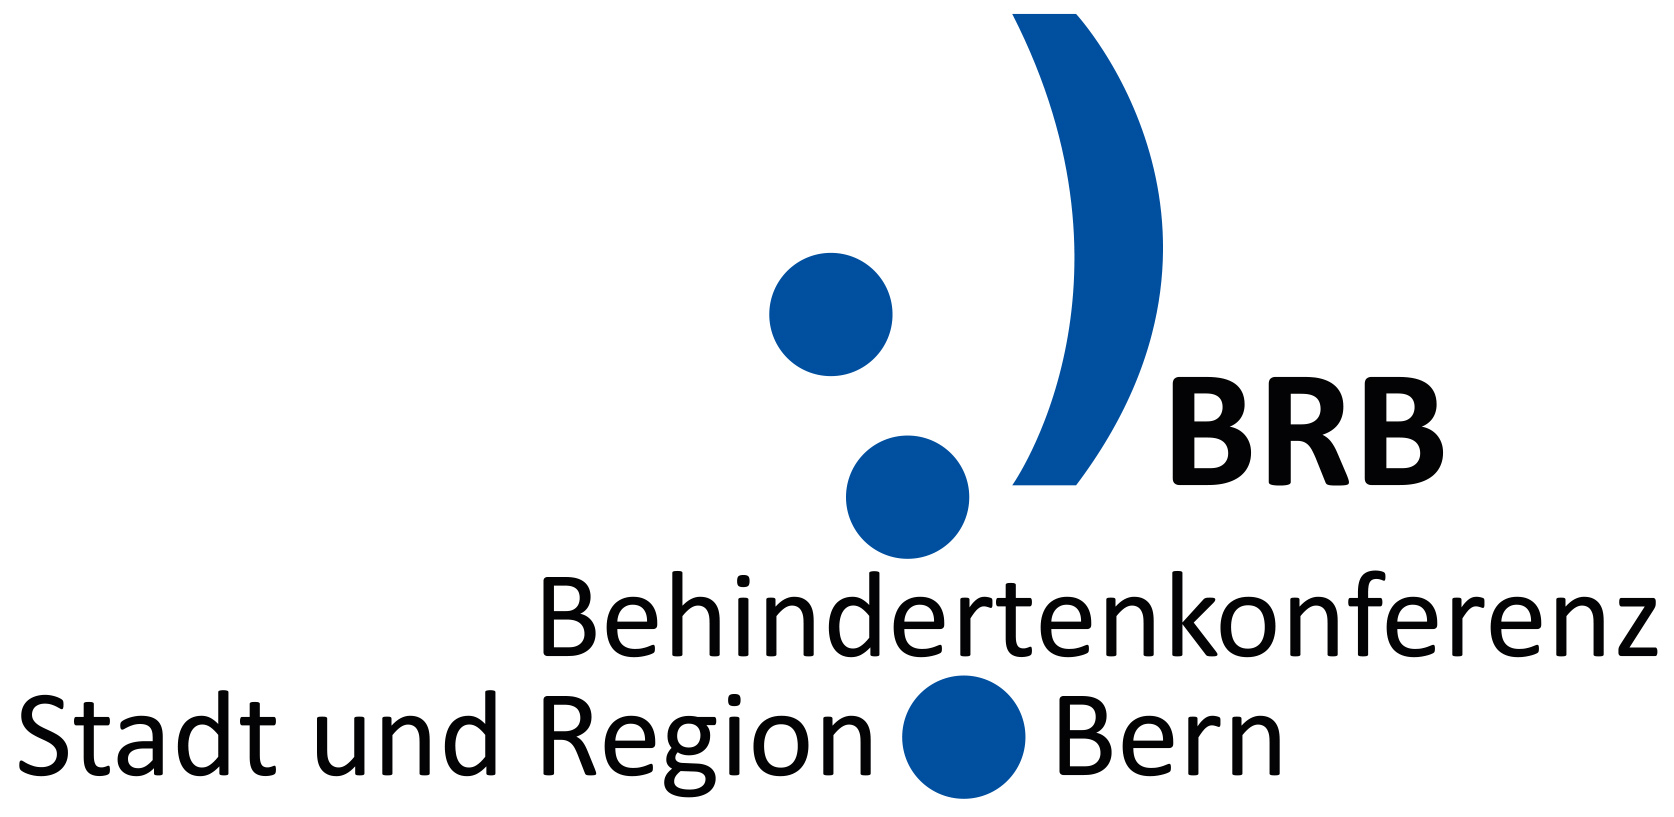 BRB
Behindertenkonferenz
Stadt und Region Bern